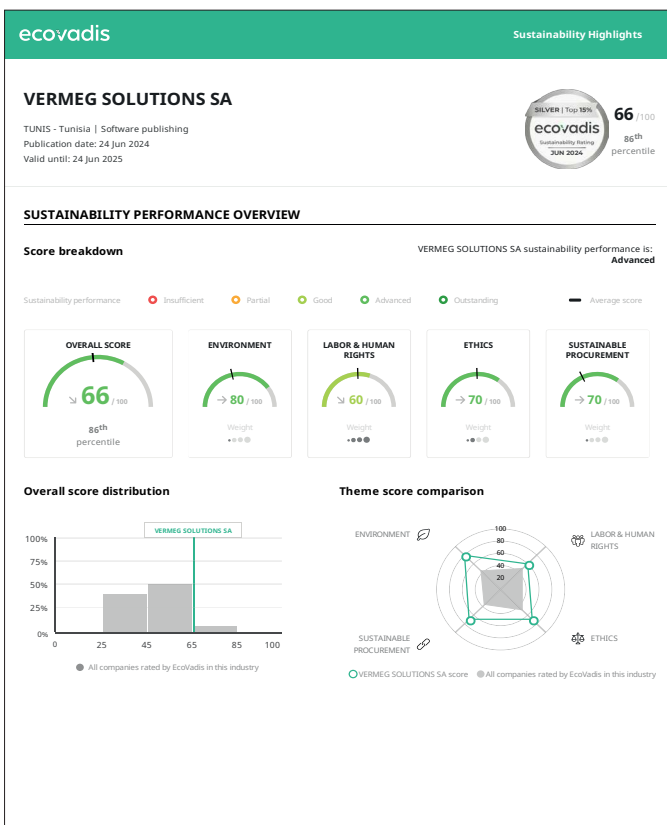 ecovadis
Sustainability Highlights
VERMEG SOLUTIONS SA
TUNIS - Tunisia | Software publishing
Publication date: 24 Jun 2024
Valid until: 24 Jun 2025
SILVER | Top 15%
ecovadis
Sustainability Rating
JUN 2024
66 /100
86th
percentile
SUSTAINABILITY PERFORMANCE OVERVIEW
Score breakdown
VERMEG SOLUTIONS SA sustainability performance is:
Advanced
Sustainability performance Insufficient Partial Good Advanced Outstanding Average score
OVERALL SCORE
66 / 100
86th
percentile
ENVIRONMENT
80 / 100
Weight
LABOR & HUMAN
RIGHTS
60 / 100
Weight
ETHICS
70 / 100
Weight
SUSTAINABLE
PROCUREMENT
70 / 100
Weight
Overall score distribution
VERMEG SOLUTIONS SA
100%
75%
50%
25%
0%
0 25 45 65 85 100
All companies rated by EcoVadis in this industry
Theme score comparison
ENVIRONMENT
LABOR & HUMAN
RIGHTS
100
80
60
40
20
SUSTAINABLE
PROCUREMENT
ETHICS
VERMEG SOLUTIONS SA score All companies rated by EcoVadis in this industry